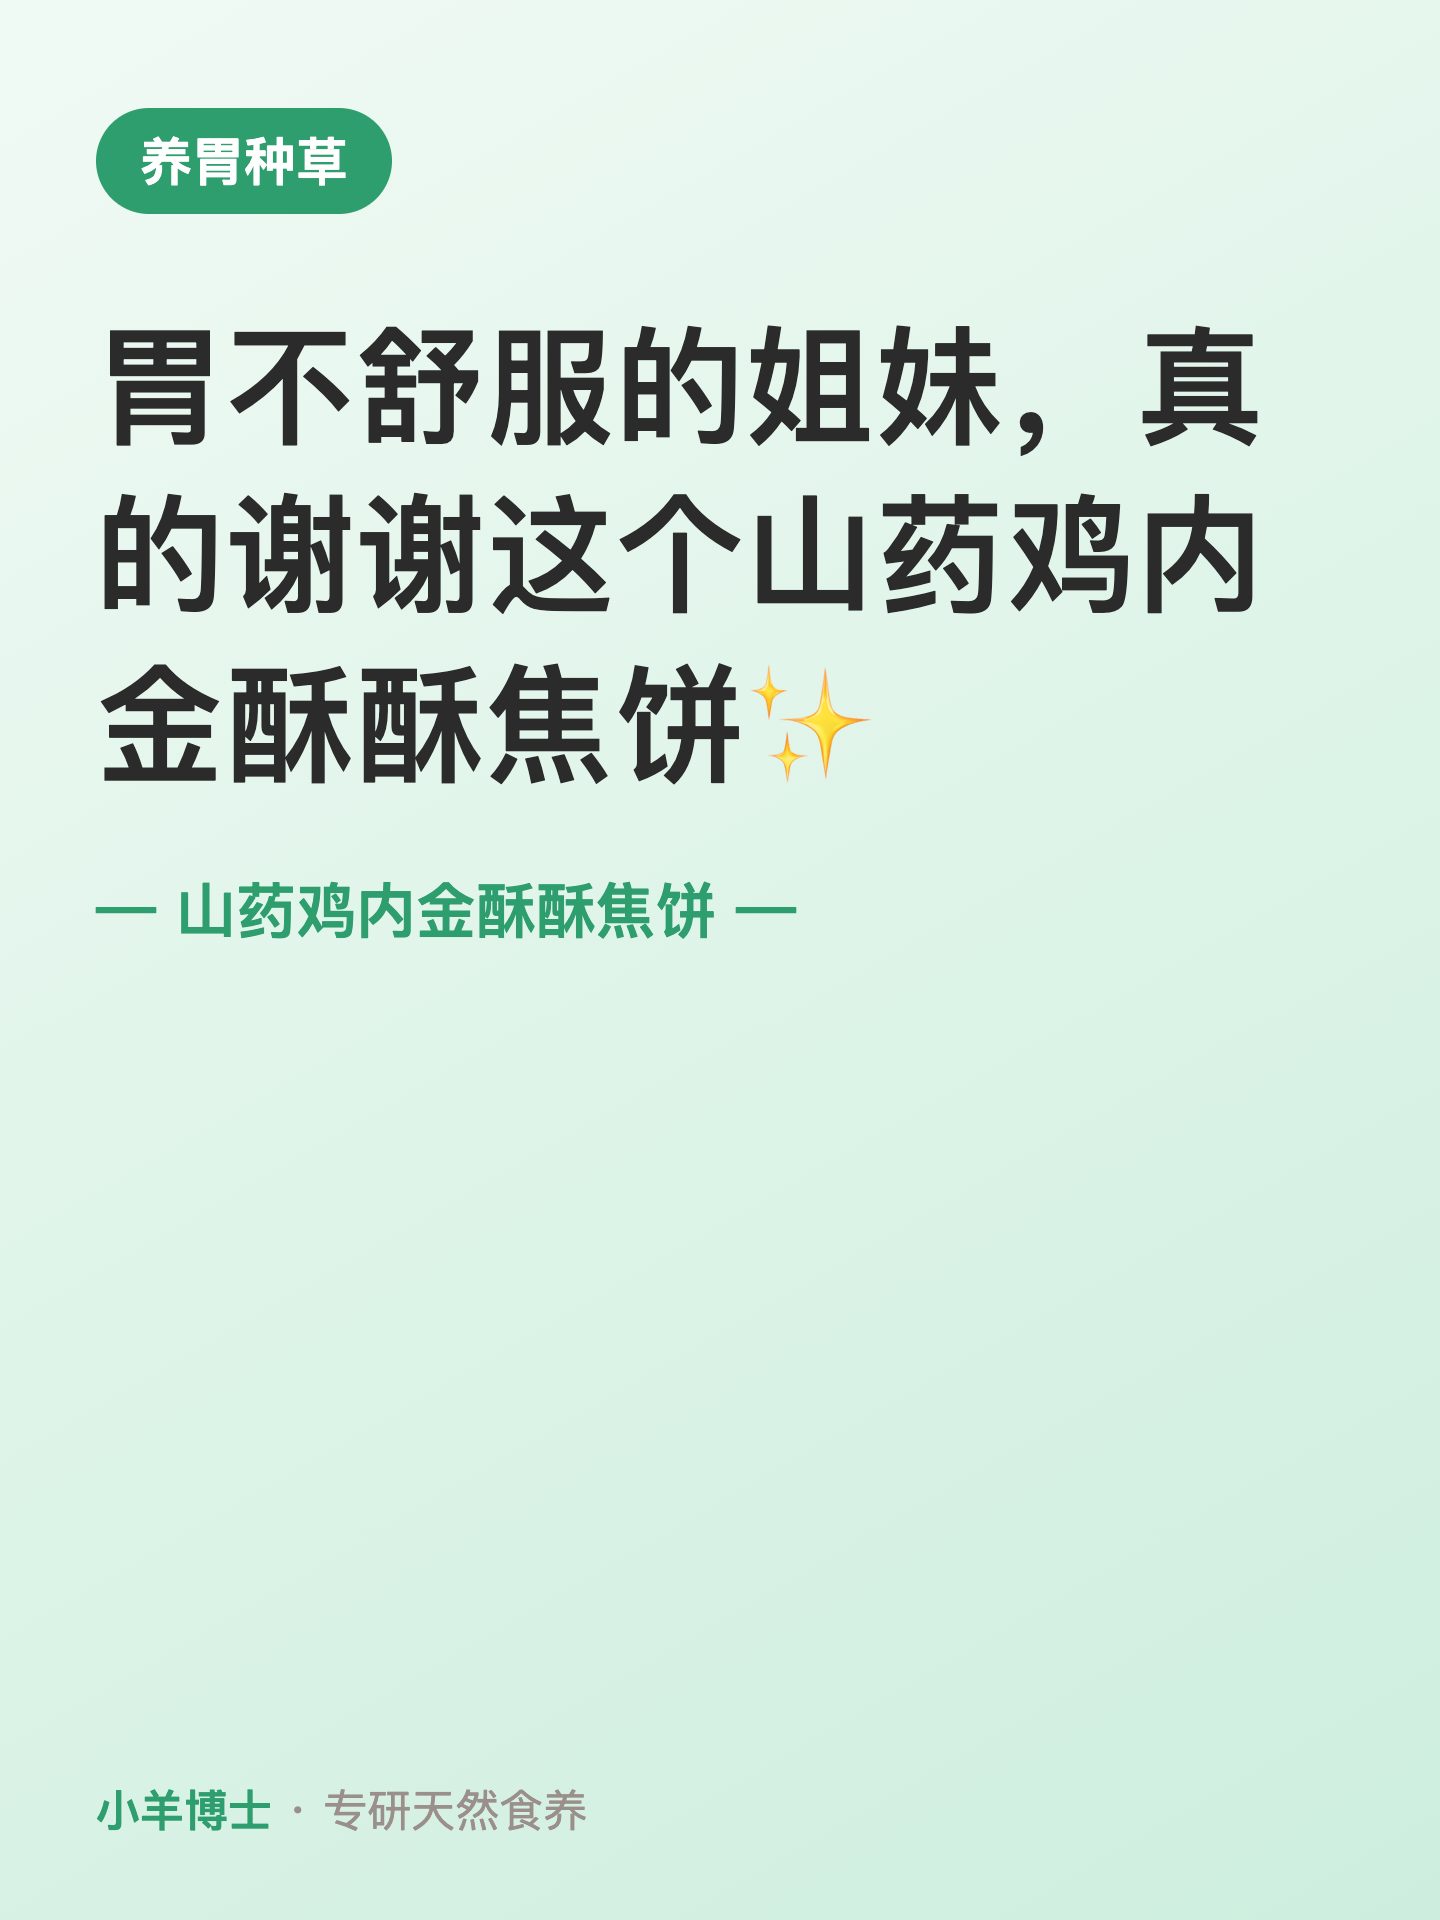 养胃种草
胃不舒服的姐妹，真
的谢谢这个山药鸡内
金酥酥焦饼✨
— 山药鸡内金酥酥焦饼 —
小羊博士 · 专研天然食养